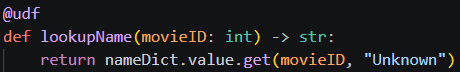 @udf
def lookupName(movieID: int) -> str:
    return nameDict.value.get(movieID, "Unknown")